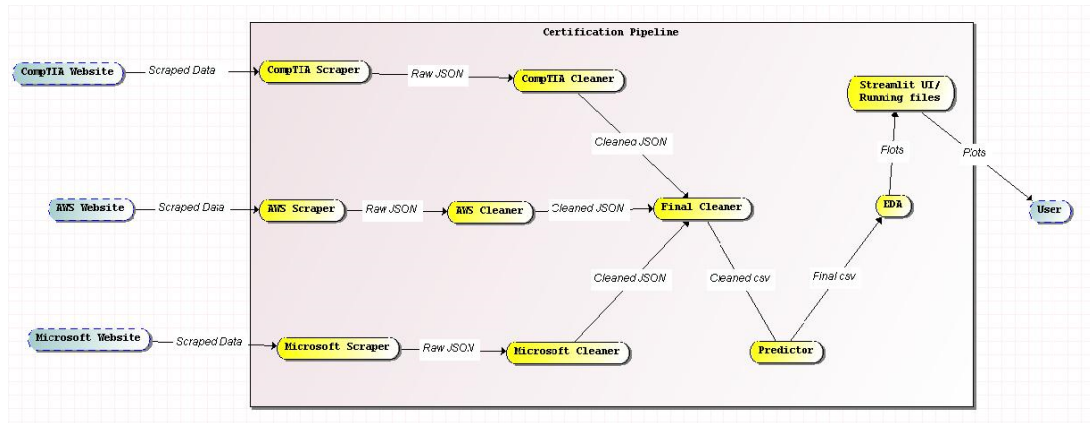 Certification Pipeline
CompTIA Website
Scraped Data
CompTIA Scraper
Raw JSON
CompTIA Cleaner
Cleaned JSON
Streamlit UI/
Running files
Plots
Plots
AWS Website
Scraped Data
AWS Scraper
Raw JSON
AWS Cleaner
Cleaned JSON
Final Cleaner
EDA
User
Cleaned JSON
Cleaned csv
Final csv
Microsoft Website
Scraped Data
Microsoft Scraper
Raw JSON
Microsoft Cleaner
Predictor